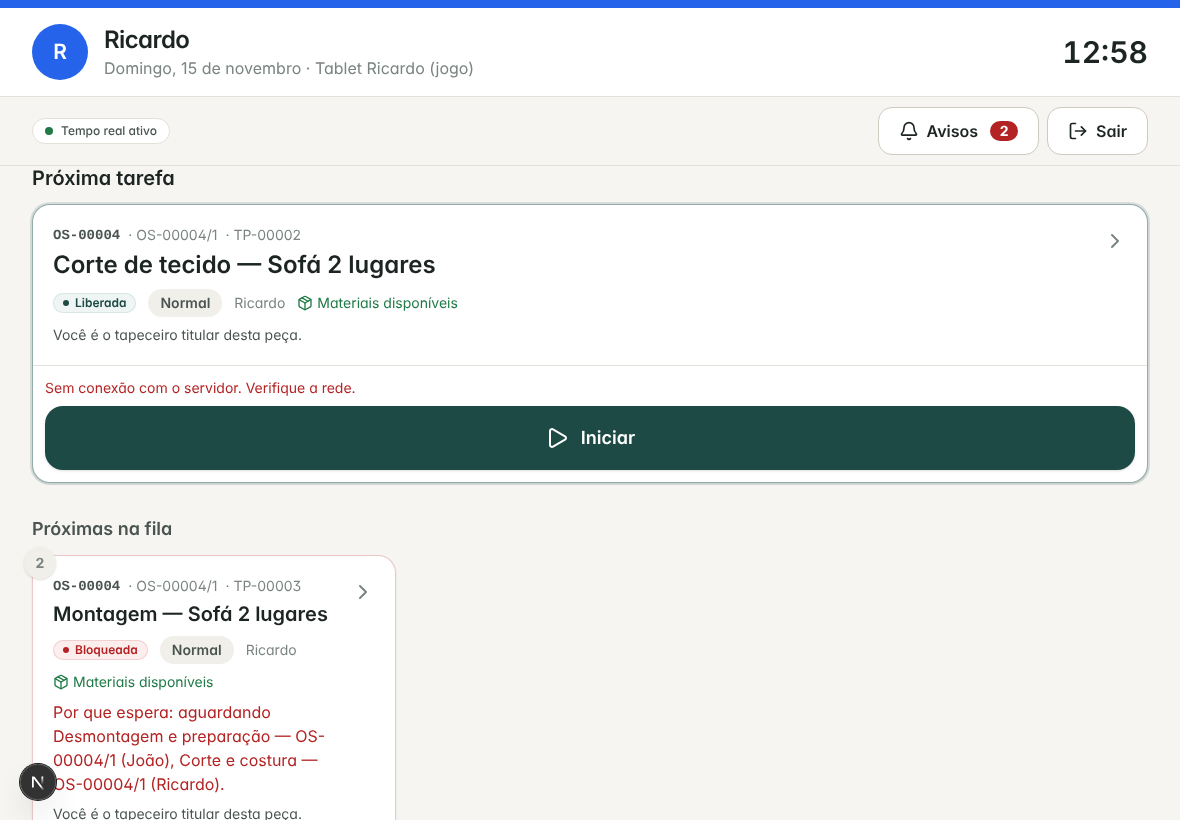 R
Ricardo
Domingo, 15 de novembro · Tablet Ricardo (jogo)
12:58
Tempo real ativo
Avisos 2
Sair
Próxima tarefa
OS-00004 · OS-00004/1 · TP-00002
Corte de tecido — Sofá 2 lugares
Liberada Normal Ricardo Materiais disponíveis
Você é o tapeceiro titular desta peça.
Sem conexão com o servidor. Verifique a rede.
Iniciar
Próximas na fila
2
OS-00004 · OS-00004/1 · TP-00003
Montagem — Sofá 2 lugares
Bloqueada Normal Ricardo
Materiais disponíveis
Por que espera: aguardando
Desmontagem e preparação — OS-
00004/1 (João), Corte e costura —
OS-00004/1 (Ricardo).
N
Você é o tapeceiro titular desta peça.